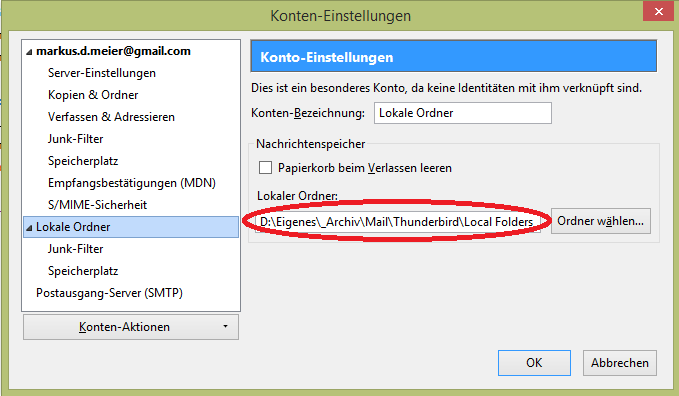 Konten-Einstellungen
markus.d.meier@gmail.com
Server-Einstellungen
Kopien & Ordner
Verfassen & Adressieren
Junk-Filter
Speicherplatz
Empfangsbestätigungen (MDN)
S/MIME-Sicherheit
Lokale Ordner
Junk-Filter
Speicherplatz
Postausgang-Server (SMTP)
Konten-Aktionen
Konto-Einstellungen
Dies ist ein besonderes Konto, da keine Identitäten mit ihm verknüpft sind.
Konten-Bezeichnung: Lokale Ordner
Nachrichtenspeicher
Papierkorb beim Verlassen leeren
Lokaler Ordner:
D:\Eigenes\_Archiv\Mail\Thunderbird\Local Folders Ordner wählen...
OK Abbrechen